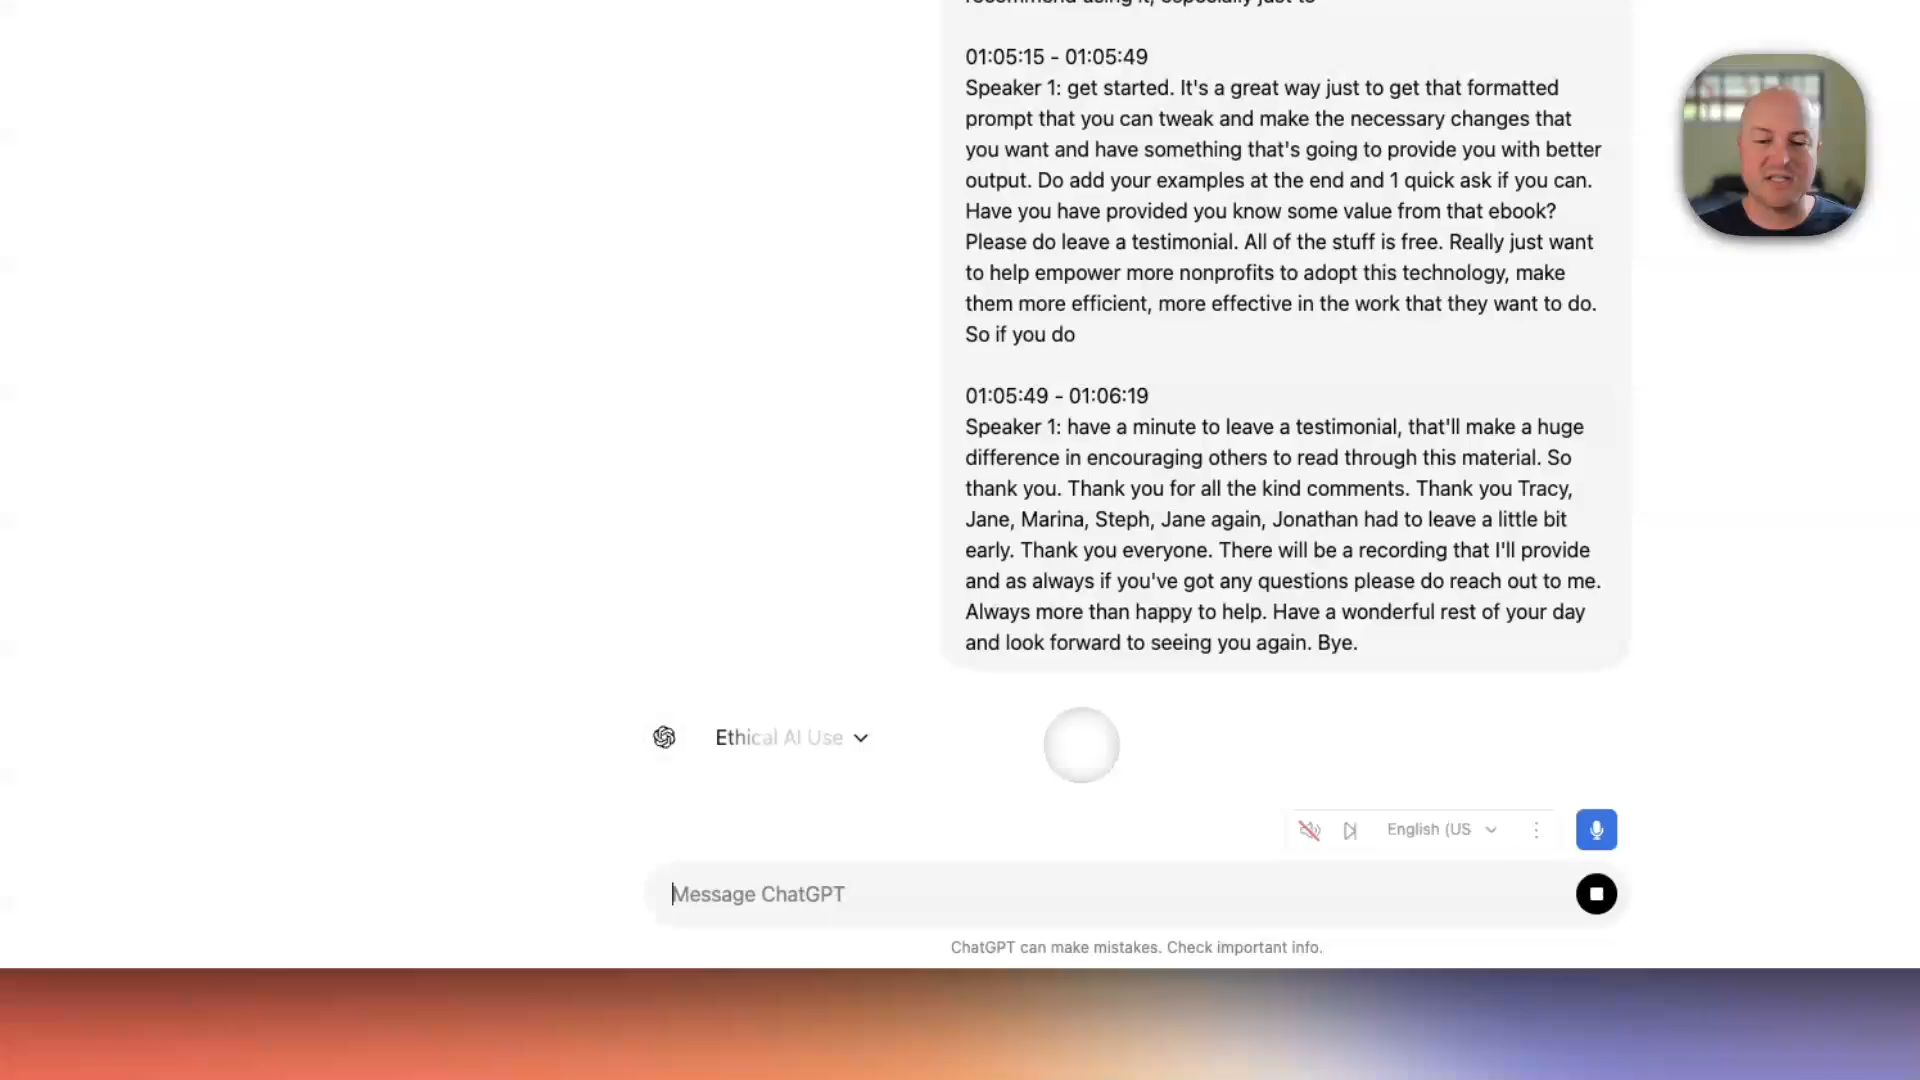 01:05:15 - 01:05:49
Speaker 1: get started. It's a great way just to get that formatted
prompt that you can tweak and make the necessary changes that
you want and have something that's going to provide you with better
output. Do add your examples at the end and 1 quick ask if you can.
Have you have provided you know some value from that ebook?
Please do leave a testimonial. All of the stuff is free. Really just want
to help empower more nonprofits to adopt this technology, make
them more efficient, more effective in the work that they want to do.
So if you do
01:05:49 - 01:06:19
Speaker 1: have a minute to leave a testimonial, that'll make a huge
difference in encouraging others to read through this material. So
thank you. Thank you for all the kind comments. Thank you Tracy,
Jane, Marina, Steph, Jane again, Jonathan had to leave a little bit
early. Thank you everyone. There will be a recording that I'll provide
and as always if you've got any questions please do reach out to me.
Always more than happy to help. Have a wonderful rest of your day
and look forward to seeing you again. Bye.
Ethical AI Use
English (US
Message ChatGPT
ChatGPT can make mistakes. Check important info.